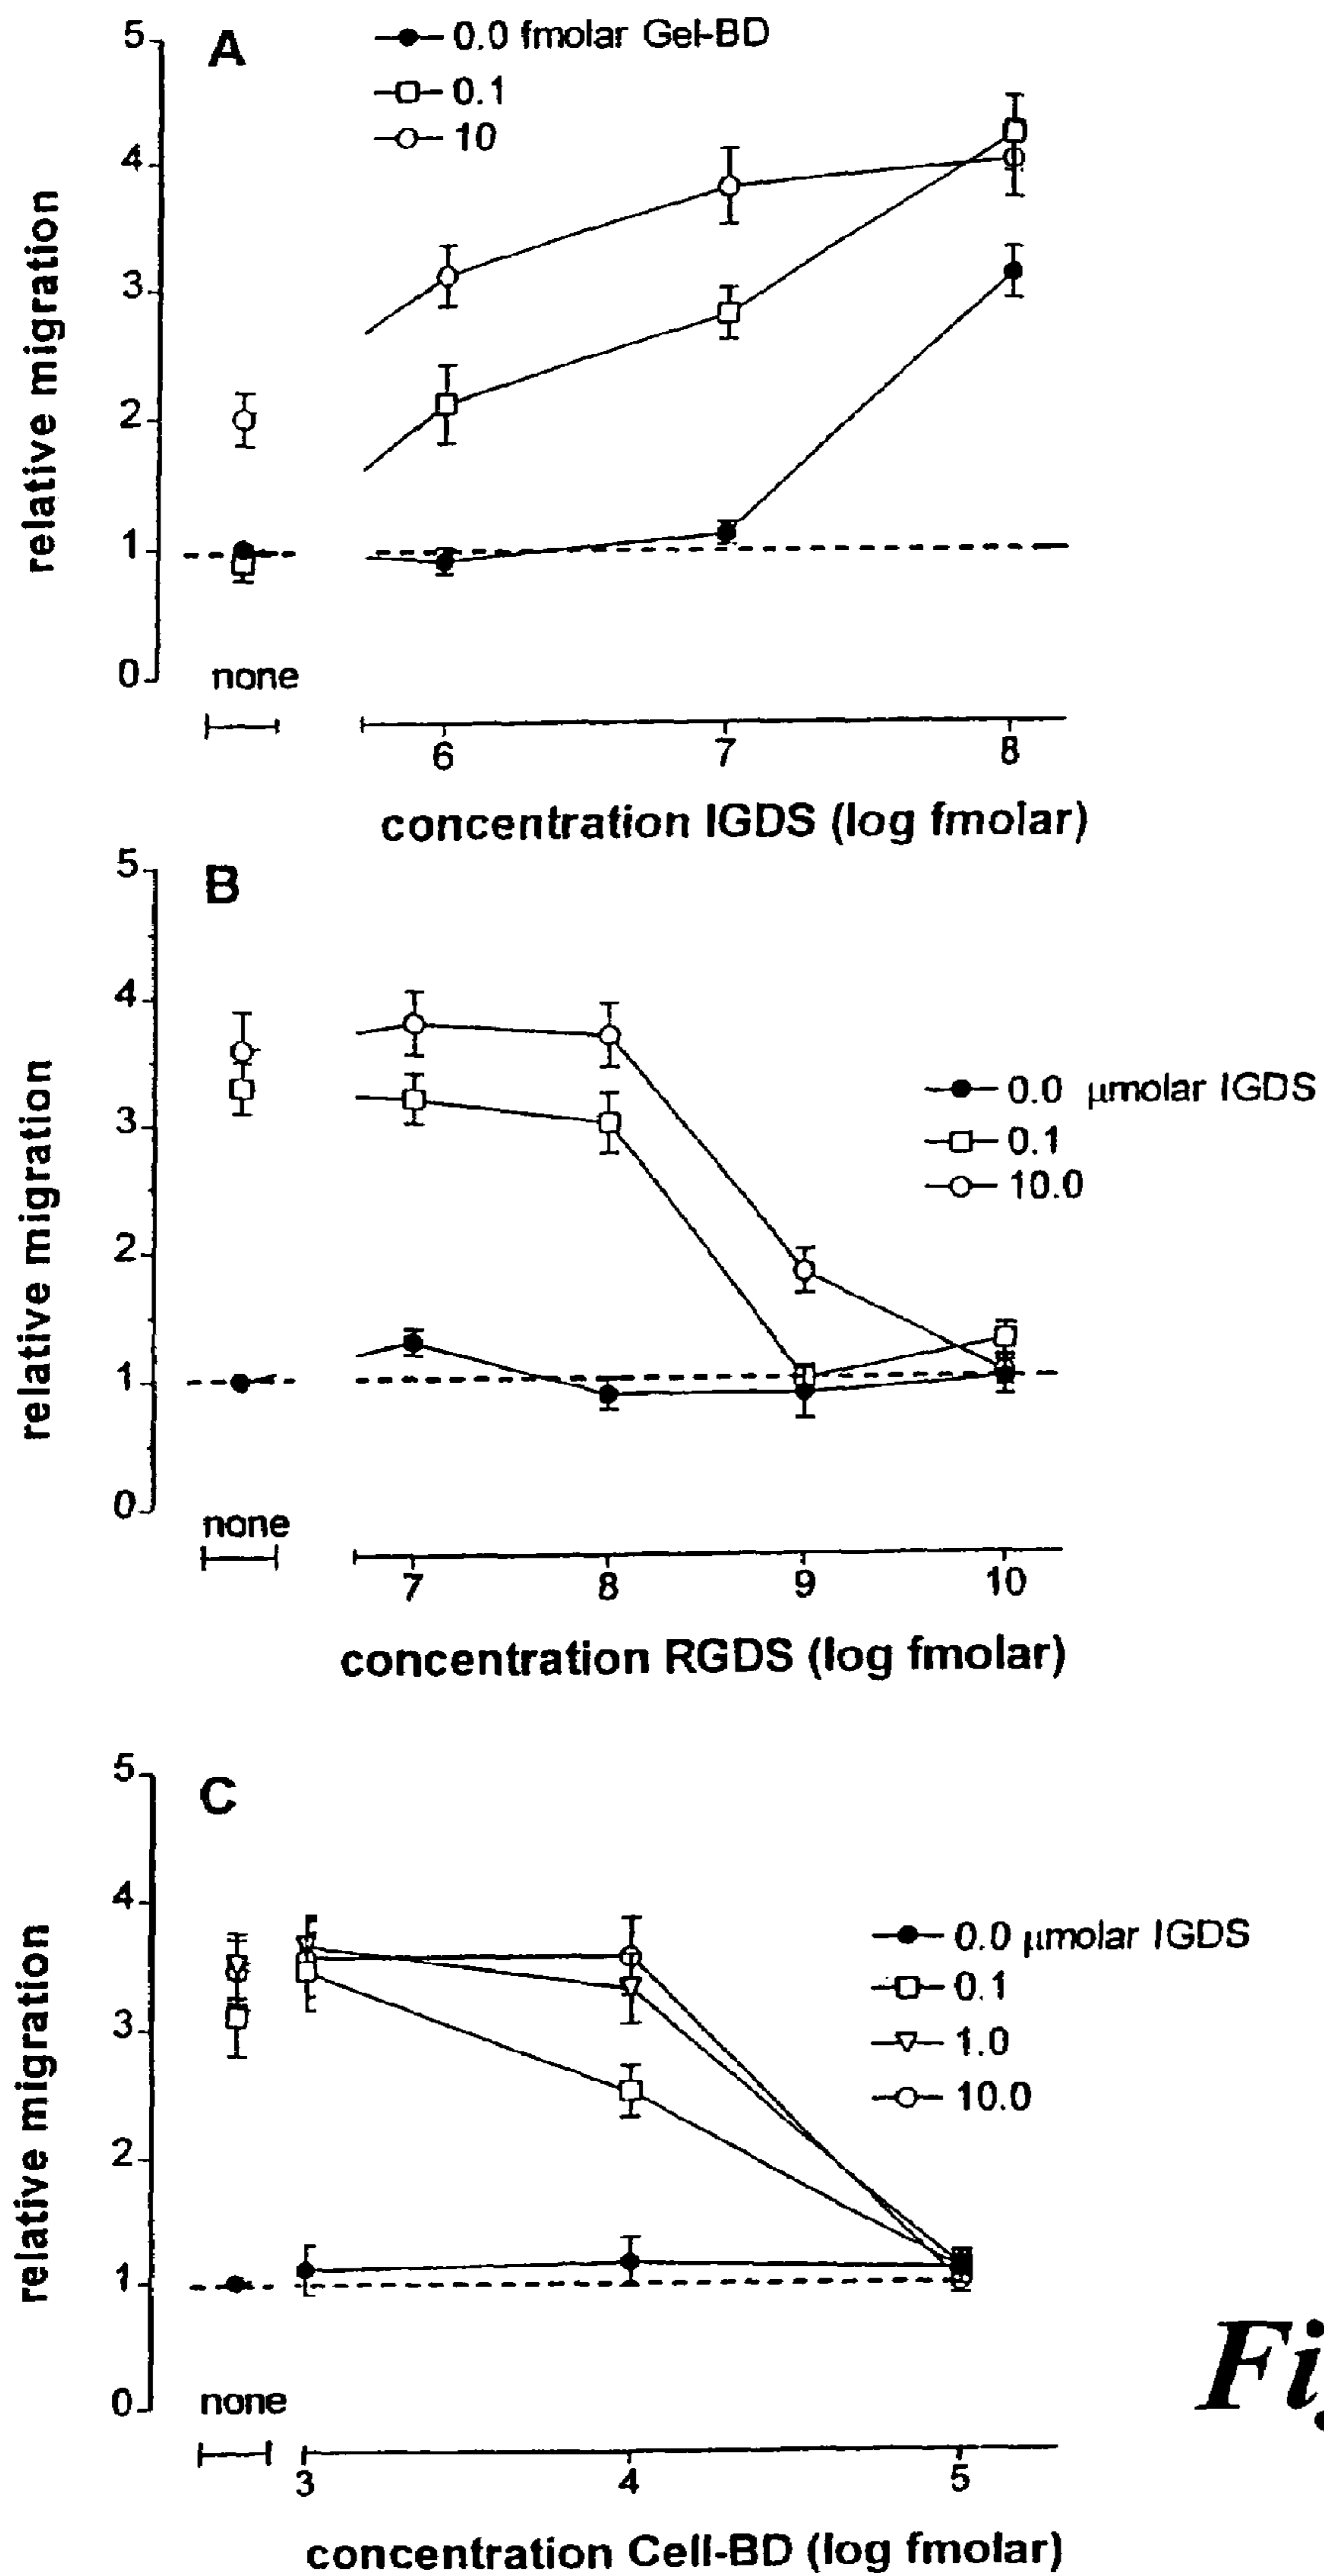 A
0.0 fmolar Gel-BD
0.1
10
5
4
3
2
1
0
relative migration
none
6 7 8
concentration IGDS (log fmolar)
B
5
4
3
2
1
0
relative migration
0.0 μmolar IGDS
0.1
10.0
none
7 8 9 10
concentration RGDS (log fmolar)
C
5
4
3
2
1
0
relative migration
0.0 μmolar IGDS
0.1
1.0
10.0
none
3 4 5
concentration Cell-BD (log fmolar)